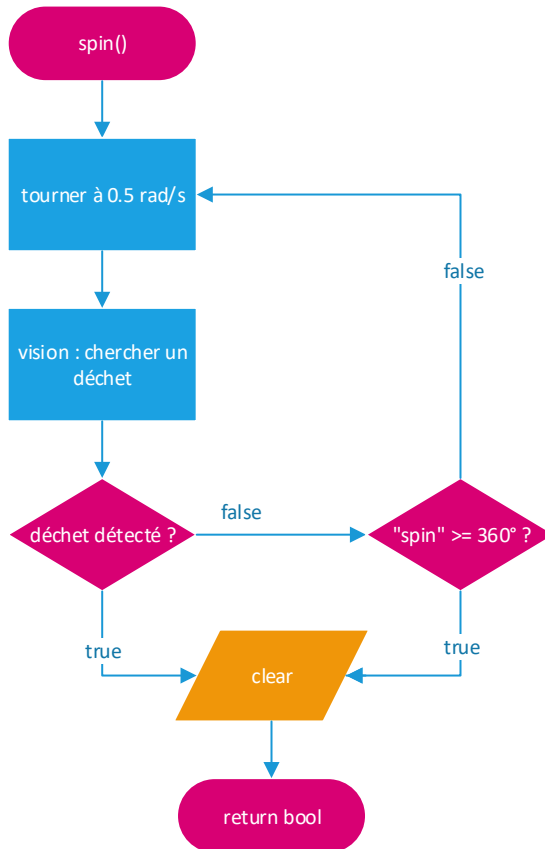 spin()
tourner à 0.5 rad/s
false
vision : chercher un
déchet
déchet détecté ?
false
"spin" >= 360° ?
true
clear
true
return bool